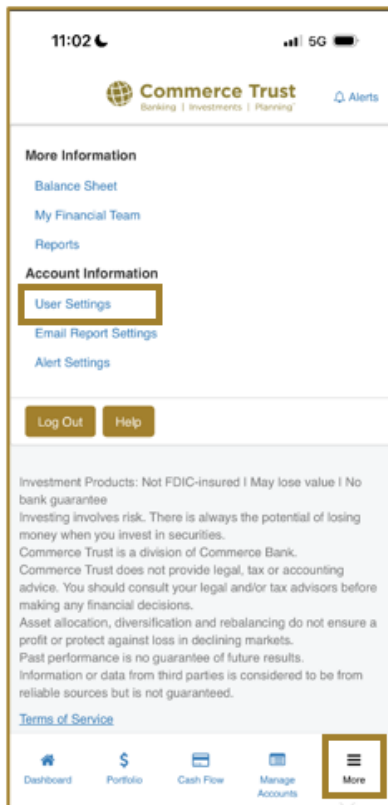 11:02
5G
Commerce Trust
Banking | Investments | Planning
Alerts
More Information
Balance Sheet
My Financial Team
Reports
Account Information
User Settings
Email Report Settings
Alert Settings
Log Out
Help
Investment Products: Not FDIC-insured I May lose value I No
bank guarantee
Investing involves risk. There is always the potential of losing
money when you invest in securities.
Commerce Trust is a division of Commerce Bank.
Commerce Trust does not provide legal, tax or accounting
advice. You should consult your legal and/or tax advisors before
making any financial decisions.
Asset allocation, diversification and rebalancing do not ensure a
profit or protect against loss in declining markets.
Past performance is no guarantee of future results.
Information or data from third parties is considered to be from
reliable sources but is not guaranteed.
Terms of Service
Dashboard
Portfolio
Cash Flow
Manage
Accounts
More